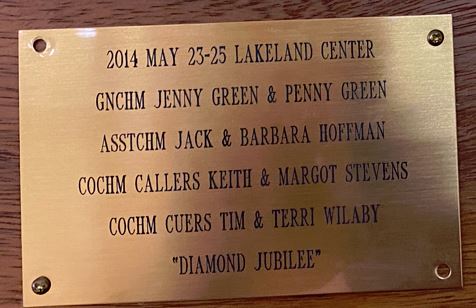 2014 MAY 23-25 LAKELAND CENTER
GNCHM JENNY GREEN & PENNY GREEN
ASSTCHM JACK & BARBARA HOFFMAN
COCHM CALLERS KEITH & MARGOT STEVENS
COCHM CUERS TIM & TERRI WILABY
“DIAMOND JUBILEE”